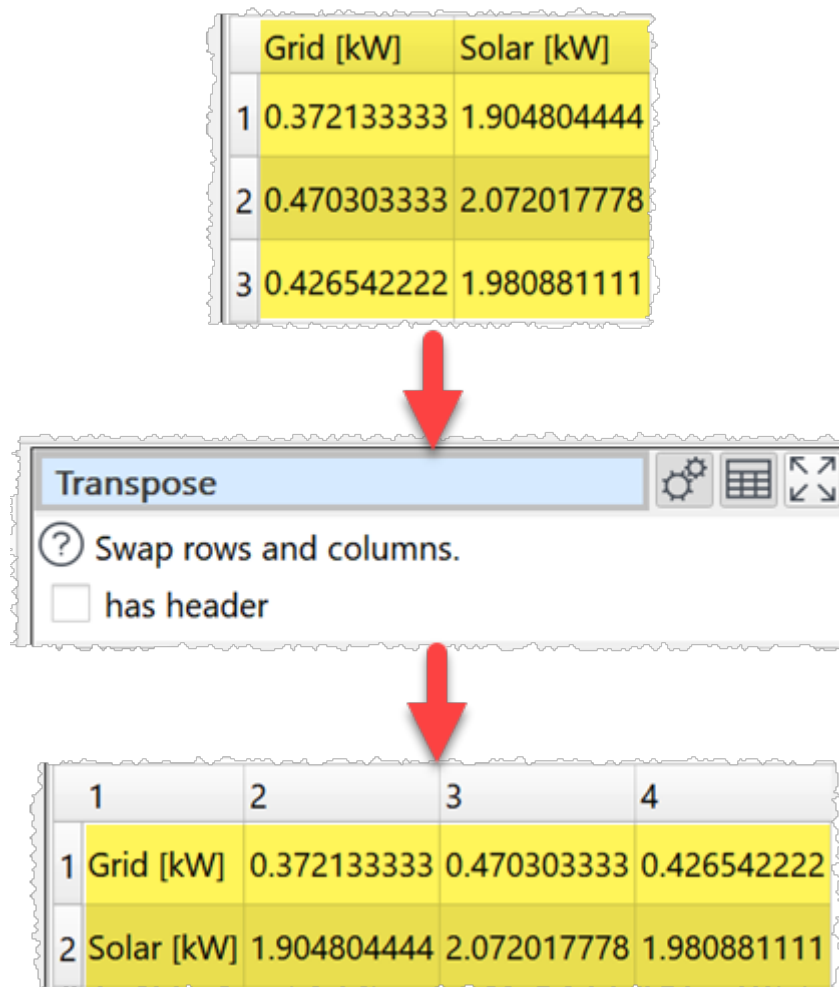 Grid [kW] Solar [kW]
1 0.372133333 1.904804444
2 0.470303333 2.072017778
3 0.426542222 1.980881111
Transpose
? Swap rows and columns.
has header
1 2 3 4
1 Grid [kW] 0.372133333 0.470303333 0.426542222
2 Solar [kW] 1.904804444 2.072017778 1.980881111